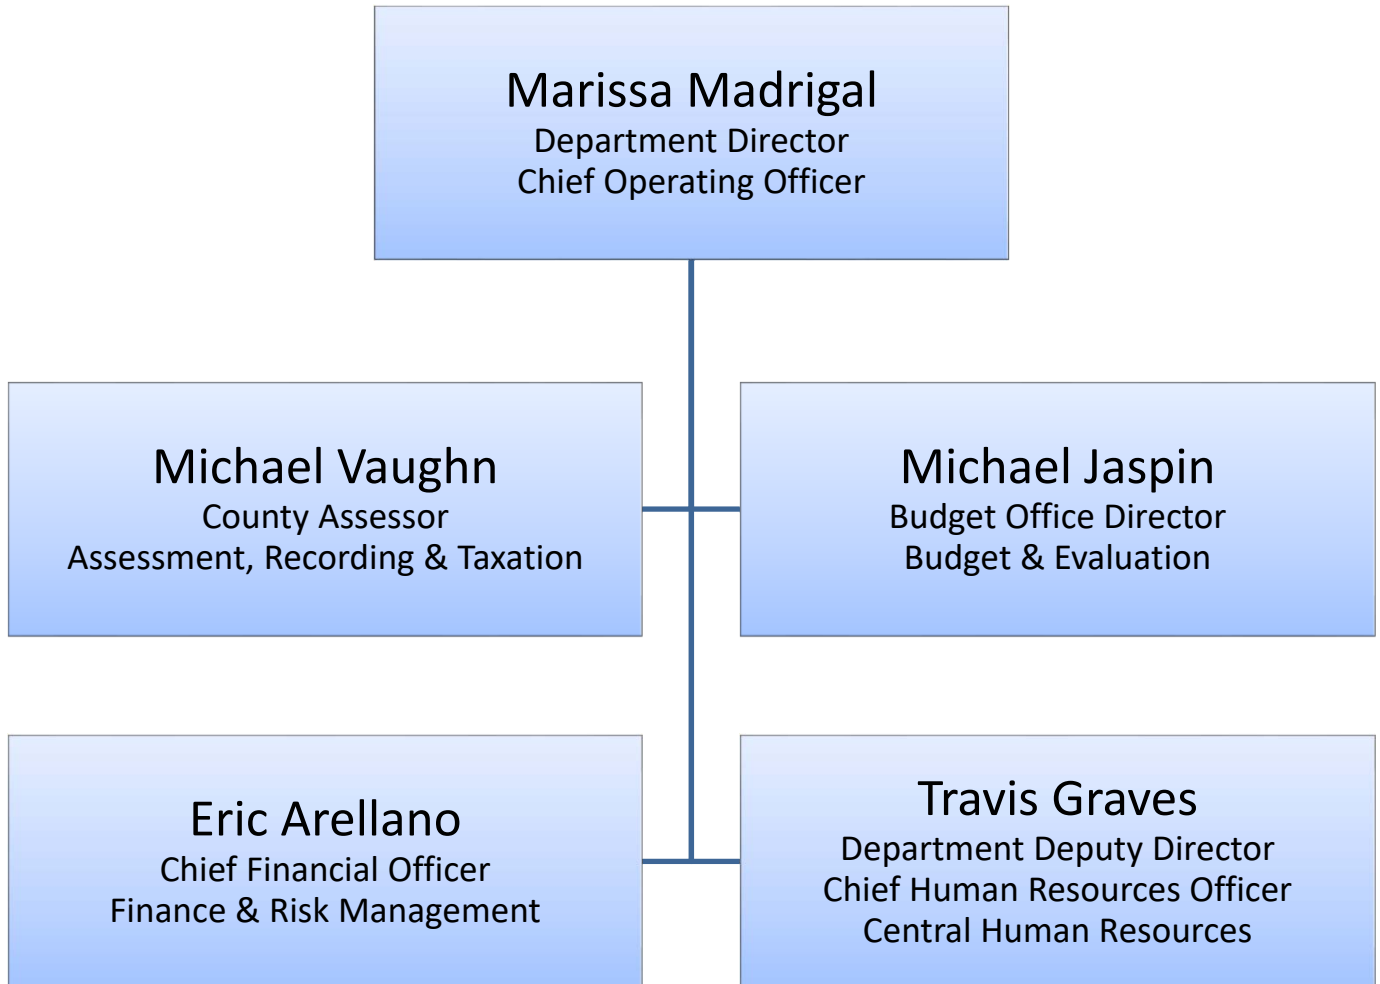 Marissa Madrigal
Department Director
Chief Operating Officer
Michael Vaughn
County Assessor
Assessment, Recording & Taxation
Michael Jaspin
Budget Office Director
Budget & Evaluation
Eric Arellano
Chief Financial Officer
Finance & Risk Management
Travis Graves
Department Deputy Director
Chief Human Resources Officer
Central Human Resources